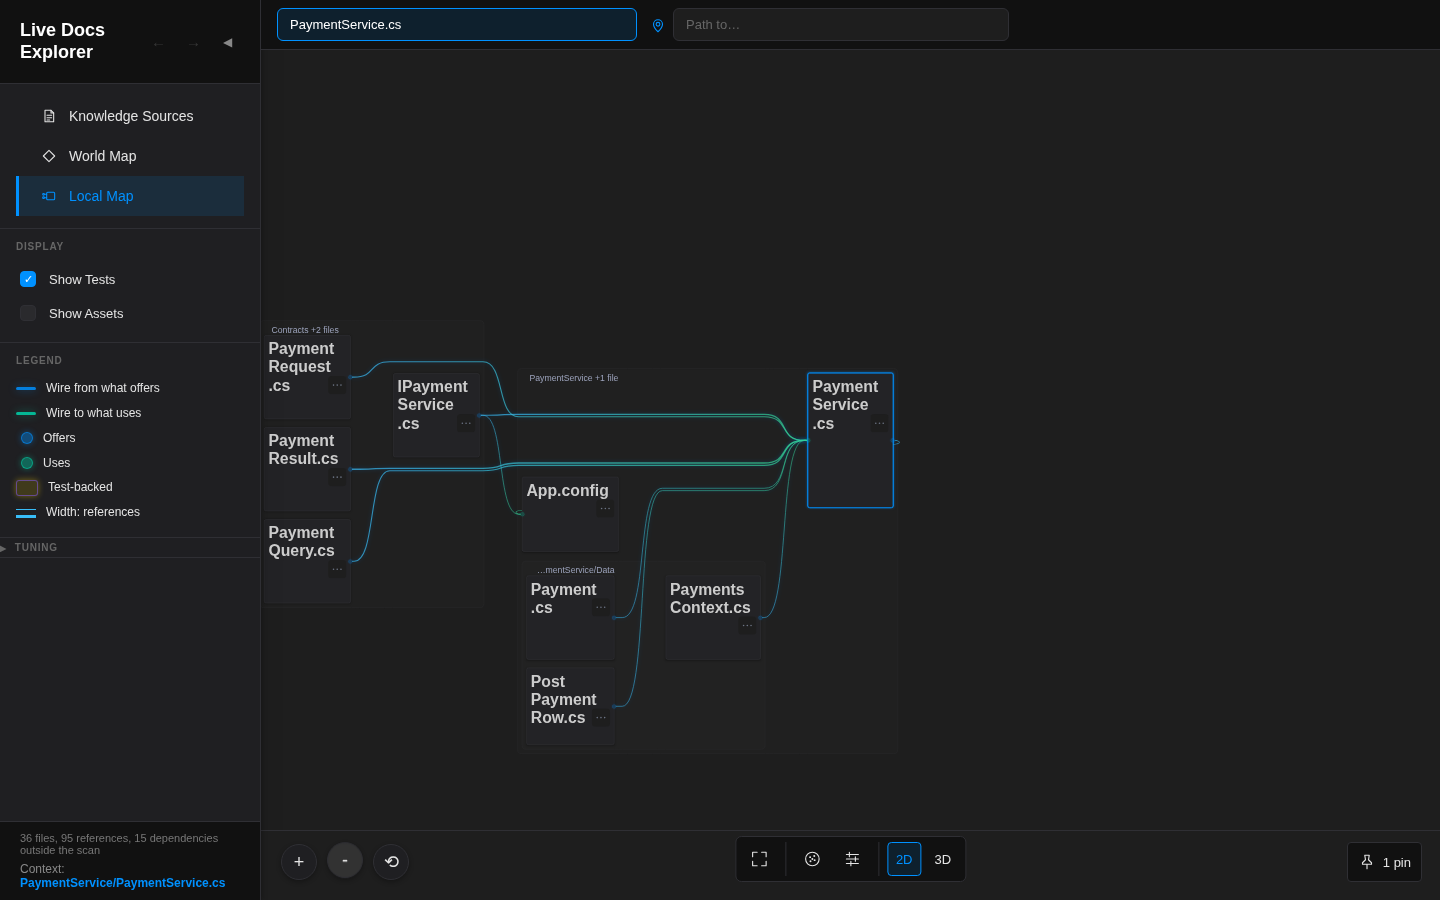 Live Docs
Explorer
PaymentService.cs
Path to…
Knowledge Sources
World Map
Local Map
DISPLAY
Show Tests
Show Assets
LEGEND
Wire from what offers
Wire to what uses
Offers
Uses
Test-backed
Width: references
TUNING
36 files, 95 references, 15 dependencies
outside the scan
Context:
PaymentService/PaymentService.cs
Contracts +2 files
Payment
Request
.cs
...
IPayment
Service
.cs
...
Payment
Result.cs
...
Payment
Query.cs
...
PaymentService +1 file
Payment
Service
.cs
...
App.config
...
…mentService/Data
Payment
.cs
...
Payments
Context.cs
...
Post
Payment
Row.cs
...
+
-
2D
3D
1 pin